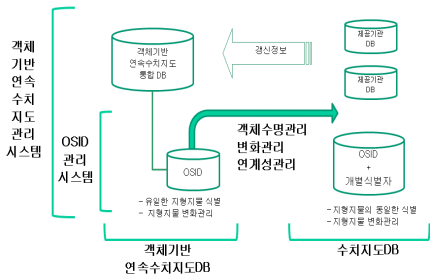 객체
기반
연속
수치
지도
관리
시스템
OSID
관리
시스템
객체기반
연속수치지도
통합 DB
갱신정보
제공기관
DB
제공기관
DB
객체수명관리
변화관리
연계성관리
OSID
- 유일한 지형지물 식별
- 지형지물 변화관리
OSID
+
개별식별자
- 지형지물의 동일한 식별
- 지형지물 변화관리
객체기반
연속수치지도DB
수치지도DB